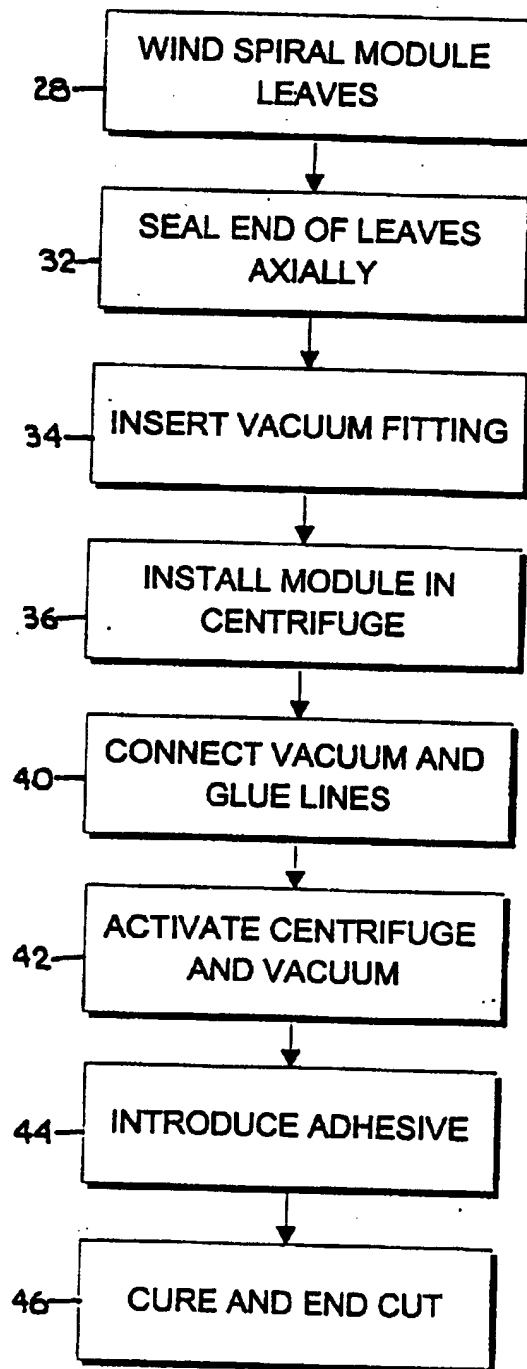 WIND SPIRAL MODULE
28
LEAVES
SEAL END OF LEAVES
32
AXIALLY
34
INSERT VACUUM FITTING
INSTALL MODULE IN
36
CENTRIFUGE
CONNECT VACUUM AND
40
GLUE LINES
ACTIVATE CENTRIFUGE
42
AND VACUUM
44
INTRODUCE ADHESIVE
46
CURE AND END CUT